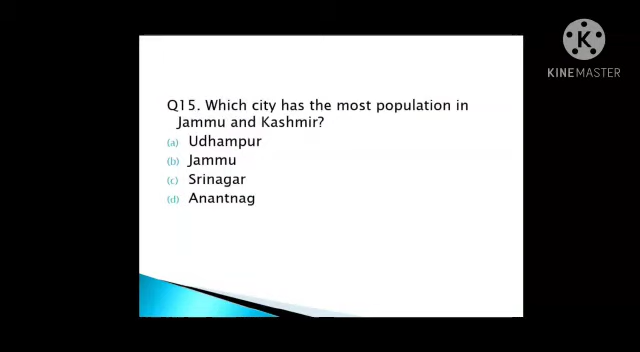 K
KINEMASTER
Q15. Which city has the most population in
Jammu and Kashmir?
(a) Udhampur
(b) Jammu
(c) Srinagar
(d) Anantnag